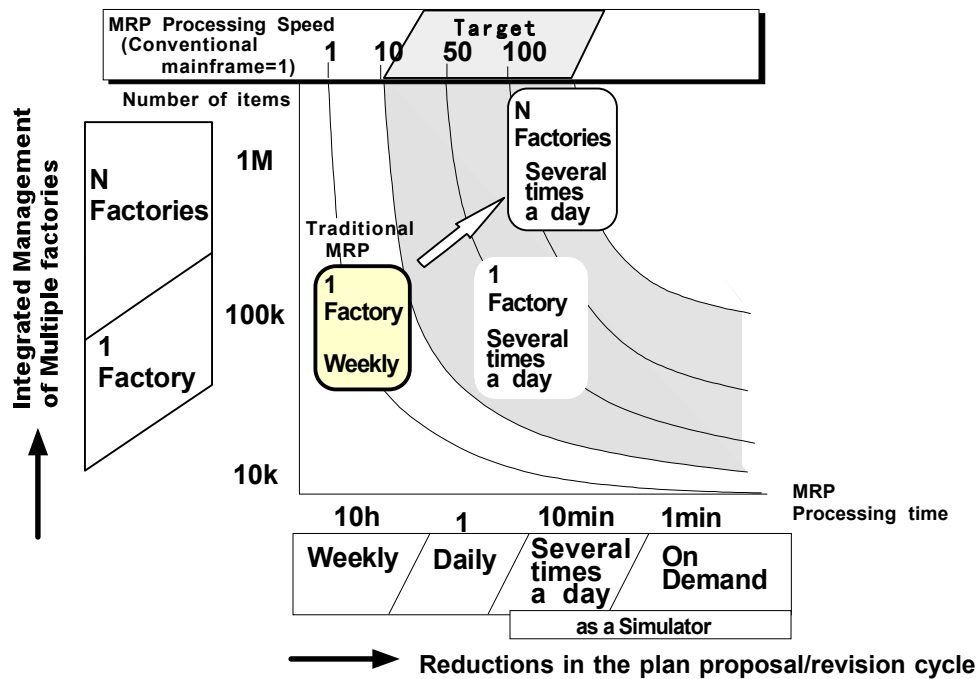 MRP Processing Speed
(Conventional
mainframe=1)
Target
1
10
50
100
Number of items
1M
100k
10k
Integrated Management
of Multiple factories
N
Factories
1
Factory
Traditional
MRP
1
Factory
Weekly
N
Factories
Several
times
a day
1
Factory
Several
times
a day
MRP
Processing time
10h
1
10min
1min
Weekly
Daily
Several
times
a day
On
Demand
as a Simulator
Reductions in the plan proposal/revision cycle